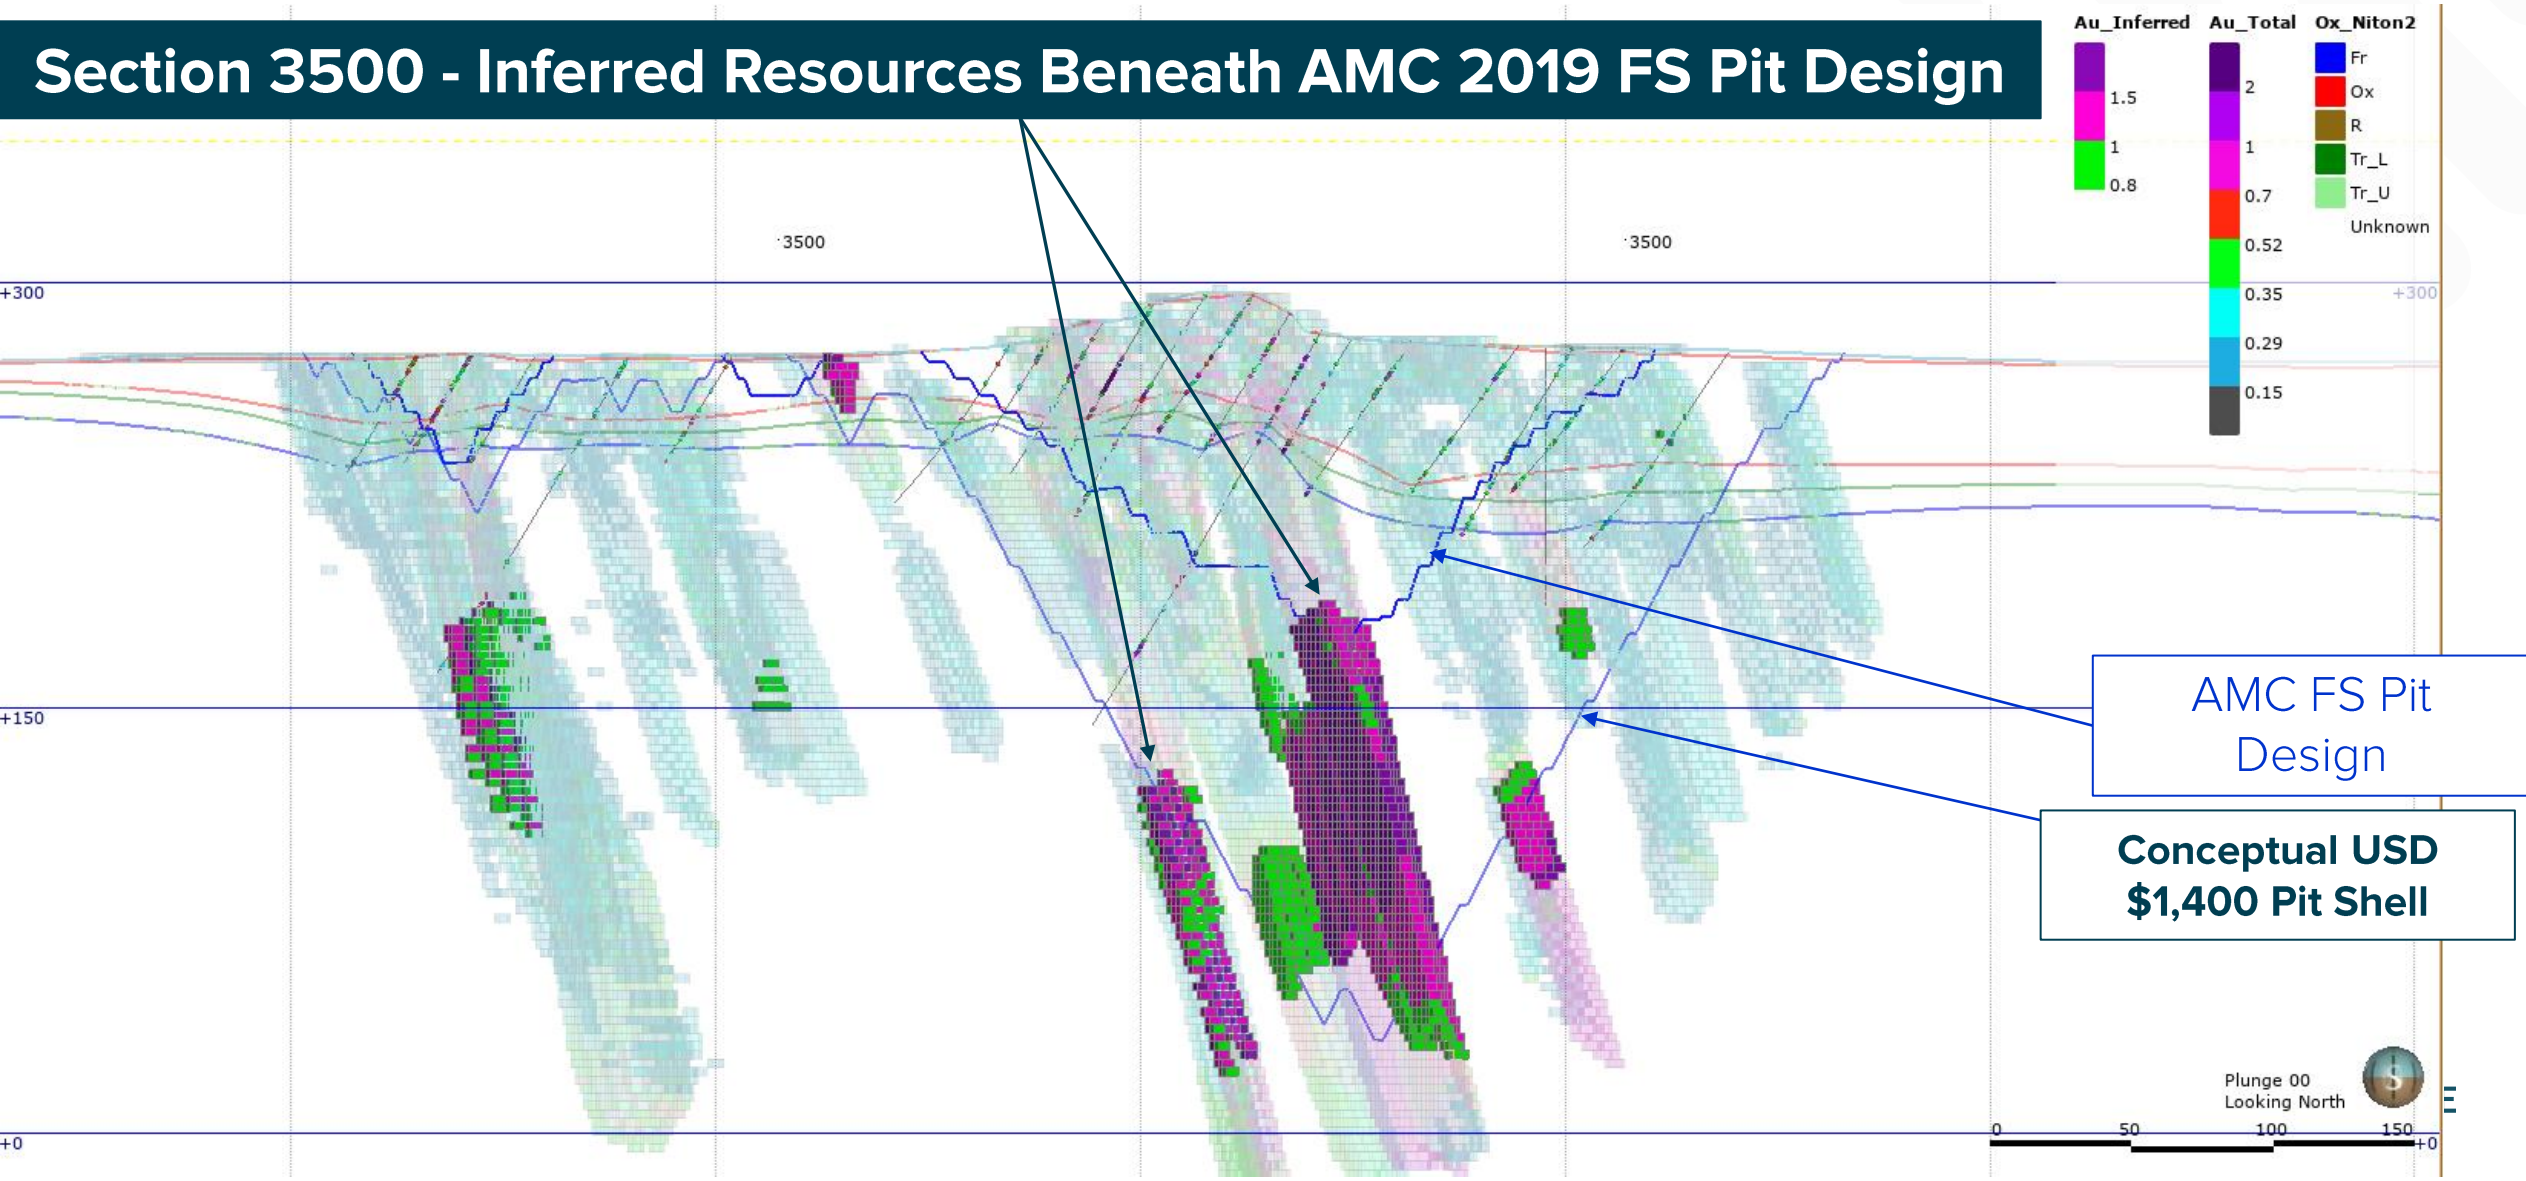 Section 3500 - Inferred Resources Beneath AMC 2019 FS Pit Design
Au_Inferred
1.5
1
0.8
Au_Total
2
1
0.7
0.52
0.35
0.29
0.15
Ox_Niton2
Fr
Ox
R
Tr_L
Tr_U
Unknown
3500
3500
+300
+300
+150
AMC FS Pit
Design
Conceptual USD
$1,400 Pit Shell
Plunge 00
Looking North
S
0
50
100
150
+0
+0